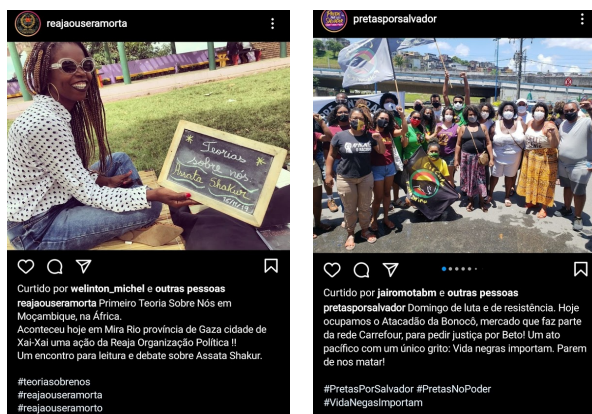 reajaouseramorta
Teorias
sobre nós
Assata Shakur
Curtido por welinton_michel e outras pessoas
reajaouseramorta Primeiro Teoria Sobre Nós em
Moçambique, na África.
Aconteceu hoje em Mira Rio província de Gaza cidade de
Xai-Xai uma ação da Reaja Organização Política !!
Um encontro para leitura e debate sobre Assata Shakur.
#teoriasobrenos
#reajaouseramorta
#reajaouseramorto
pretasporsalvador
Curtido por jairomotabm e outras pessoas
pretasporsalvador Domingo de luta e de resistência. Hoje
ocupamos o Atacadão da Bonocô, mercado que faz parte
da rede Carrefour, para pedir justiça por Beto! Um ato
pacífico com um único grito: Vida negras importam. Parem
de nos matar!
#PretasPorSalvador #PretasNoPoder
#VidaNegasImportam